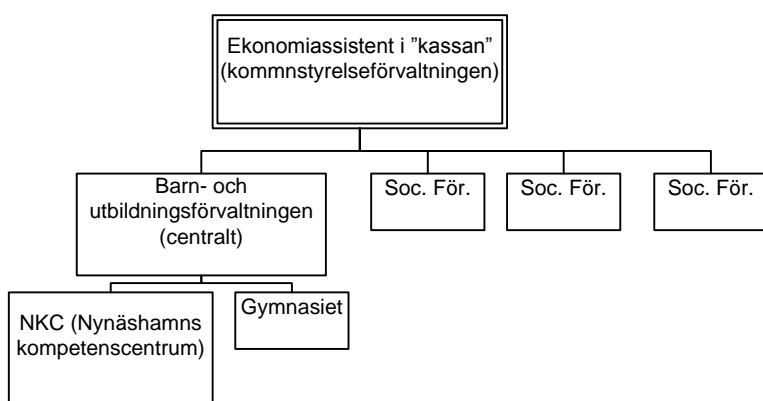 Ekonomiassistent i ”kassan”
(kommnstyrelseförvaltningen)
Barn- och
utbildningsförvaltningen
(centralt)
Soc. För.
Soc. För.
Soc. För.
NKC (Nynäshamns
kompetenscentrum)
Gymnasiet